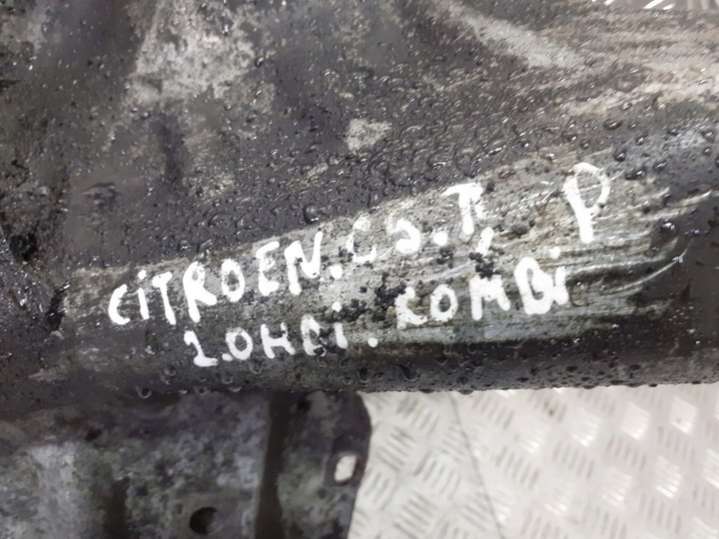 CiTROEN. C5. P
2.0HDi. KOMBi